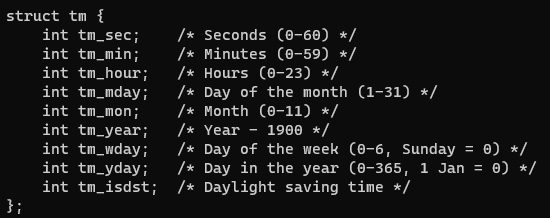 struct tm {
    int tm_sec;    /* Seconds (0-60) */
    int tm_min;    /* Minutes (0-59) */
    int tm_hour;   /* Hours (0-23) */
    int tm_mday;   /* Day of the month (1-31) */
    int tm_mon;    /* Month (0-11) */
    int tm_year;   /* Year - 1900 */
    int tm_wday;   /* Day of the week (0-6, Sunday = 0) */
    int tm_yday;   /* Day in the year (0-365, 1 Jan = 0) */
    int tm_isdst;  /* Daylight saving time */
};